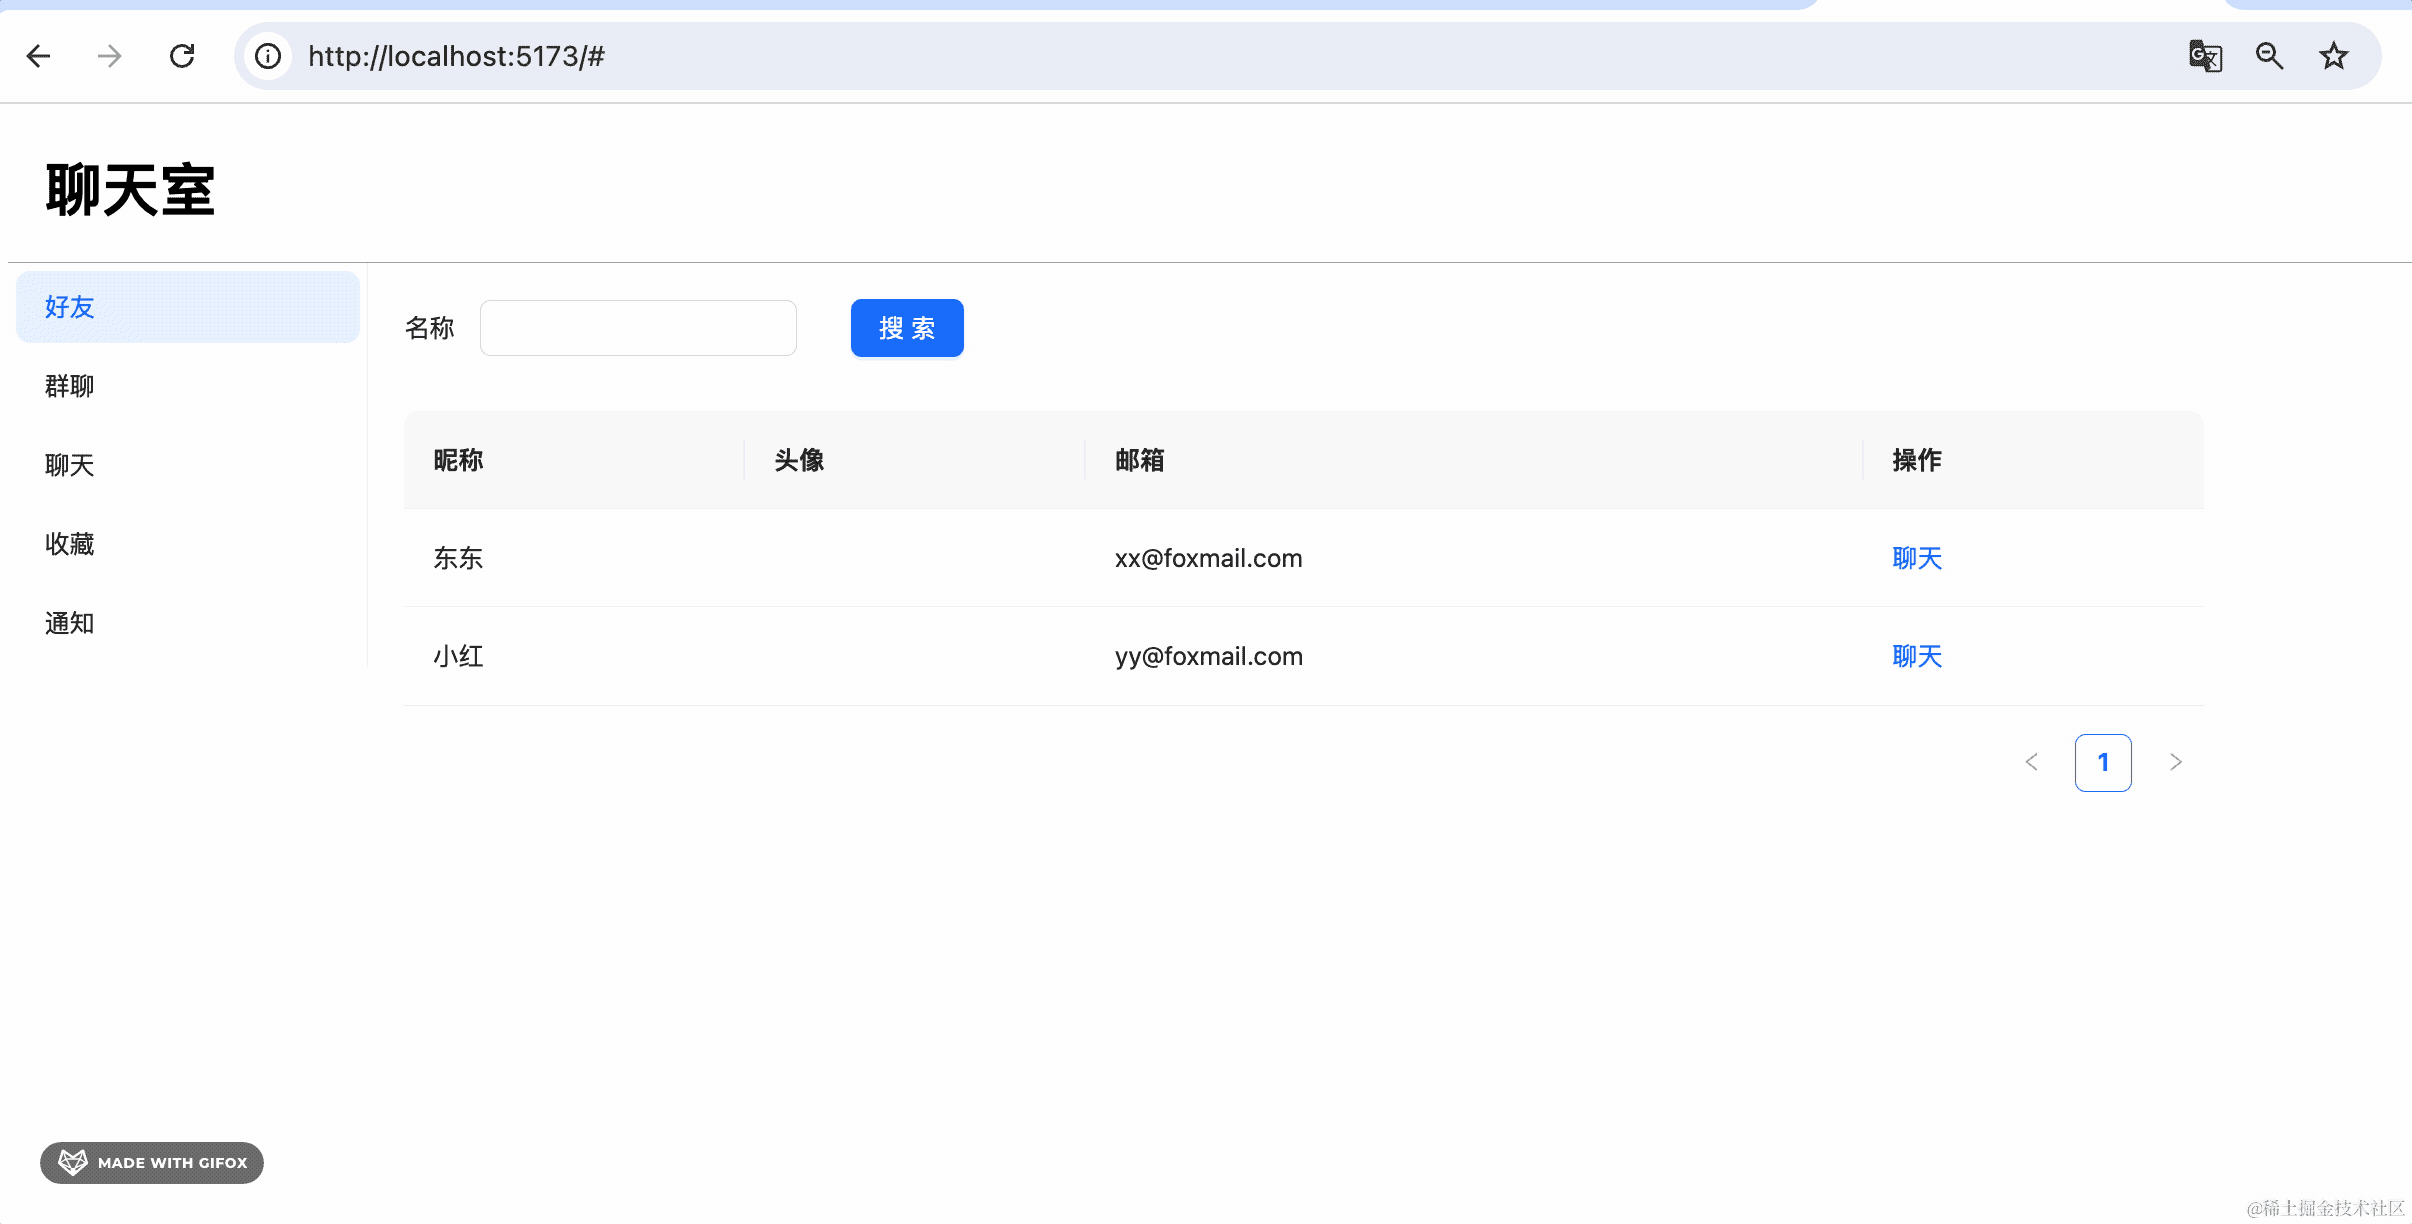 http://localhost:5173/#
聊天室
好友
群聊
聊天
收藏
通知
名称 搜 索
昵称 头像 邮箱 操作
东东 xx@foxmail.com 聊天
小红 yy@foxmail.com 聊天
< 1 >
MADE WITH GIFOX
@稀土掘金技术社区